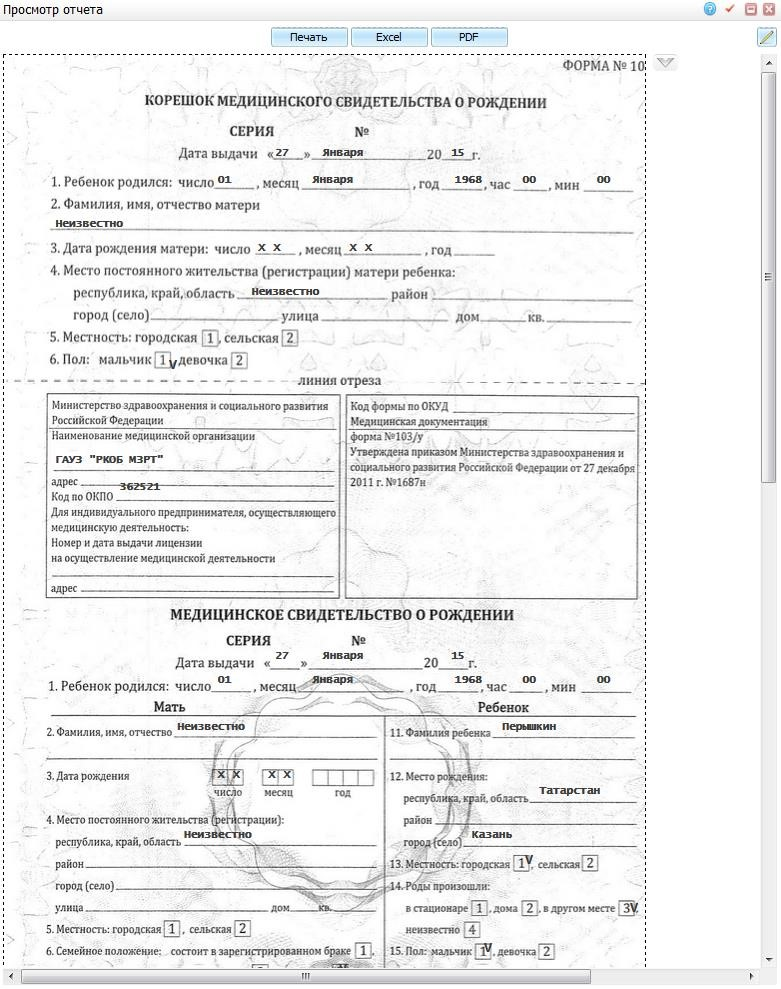 Просмотр отчета
Печать Excel PDF
ФОРМА № 10
КОРЕШОК МЕДИЦИНСКОГО СВИДЕТЕЛЬСТВА О РОЖДЕНИИ
СЕРИЯ №
Дата выдачи «27» Января 20 15 г.
1. Ребенок родился: число 01, месяц Января, год 1968, час 00, мин 00
2. Фамилия, имя, отчество матери
Неизвестно
3. Дата рождения матери: число X X, месяц X X, год
4. Место постоянного жительства (регистрации) матери ребенка:
республика, край, область Неизвестно район
город (село) улица дом кв.
5. Местность: городская 1, сельская 2
6. Пол: мальчик 1 V, девочка 2
линия отреза
Министерство здравоохранения и социального развития
Российской Федерации
Наименование медицинской организации
ГАУЗ "РКОБ МЗРТ"
адрес
Код по ОКПО 362521
Для индивидуального предпринимателя, осуществляющего
медицинскую деятельность:
Номер и дата выдачи лицензии
на осуществление медицинской деятельности
адрес
Код формы по ОКУД
Медицинская документация
форма №103/у
Утверждена приказом Министерства здравоохранения и
социального развития Российской Федерации от 27 декабря
2011 г. №1687н
МЕДИЦИНСКОЕ СВИДЕТЕЛЬСТВО О РОЖДЕНИИ
СЕРИЯ №
Дата выдачи «27» Января 20 15 г.
1. Ребенок родился: число 01, месяц Января, год 1968, час 00, мин 00
Мать
2. Фамилия, имя, отчество Неизвестно
3. Дата рождения X X X X
число месяц год
4. Место постоянного жительства (регистрации):
республика, край, область Неизвестно
район
город (село)
улица дом кв.
5. Местность: городская 1, сельская 2
6. Семейное положение: состоит в зарегистрированном браке 1,
Ребенок
11. Фамилия ребенка Перышкин
12. Место рождения:
республика, край, область Татарстан
район
город (село) Казань
13. Местность: городская 1 V, сельская 2
14. Роды произошли:
в стационаре 1, дома 2, в другом месте 3 V,
неизвестно 4
15. Пол: мальчик 1 V, девочка 2